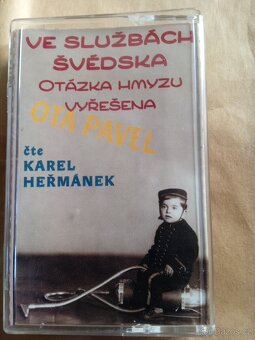 VE SLUŽBÁCH
ŠVÉDSKA
OTÁZKA HMYZU
VYŘEŠENA
OTA PAVEL
čte
KAREL
HEŘMÁNEK